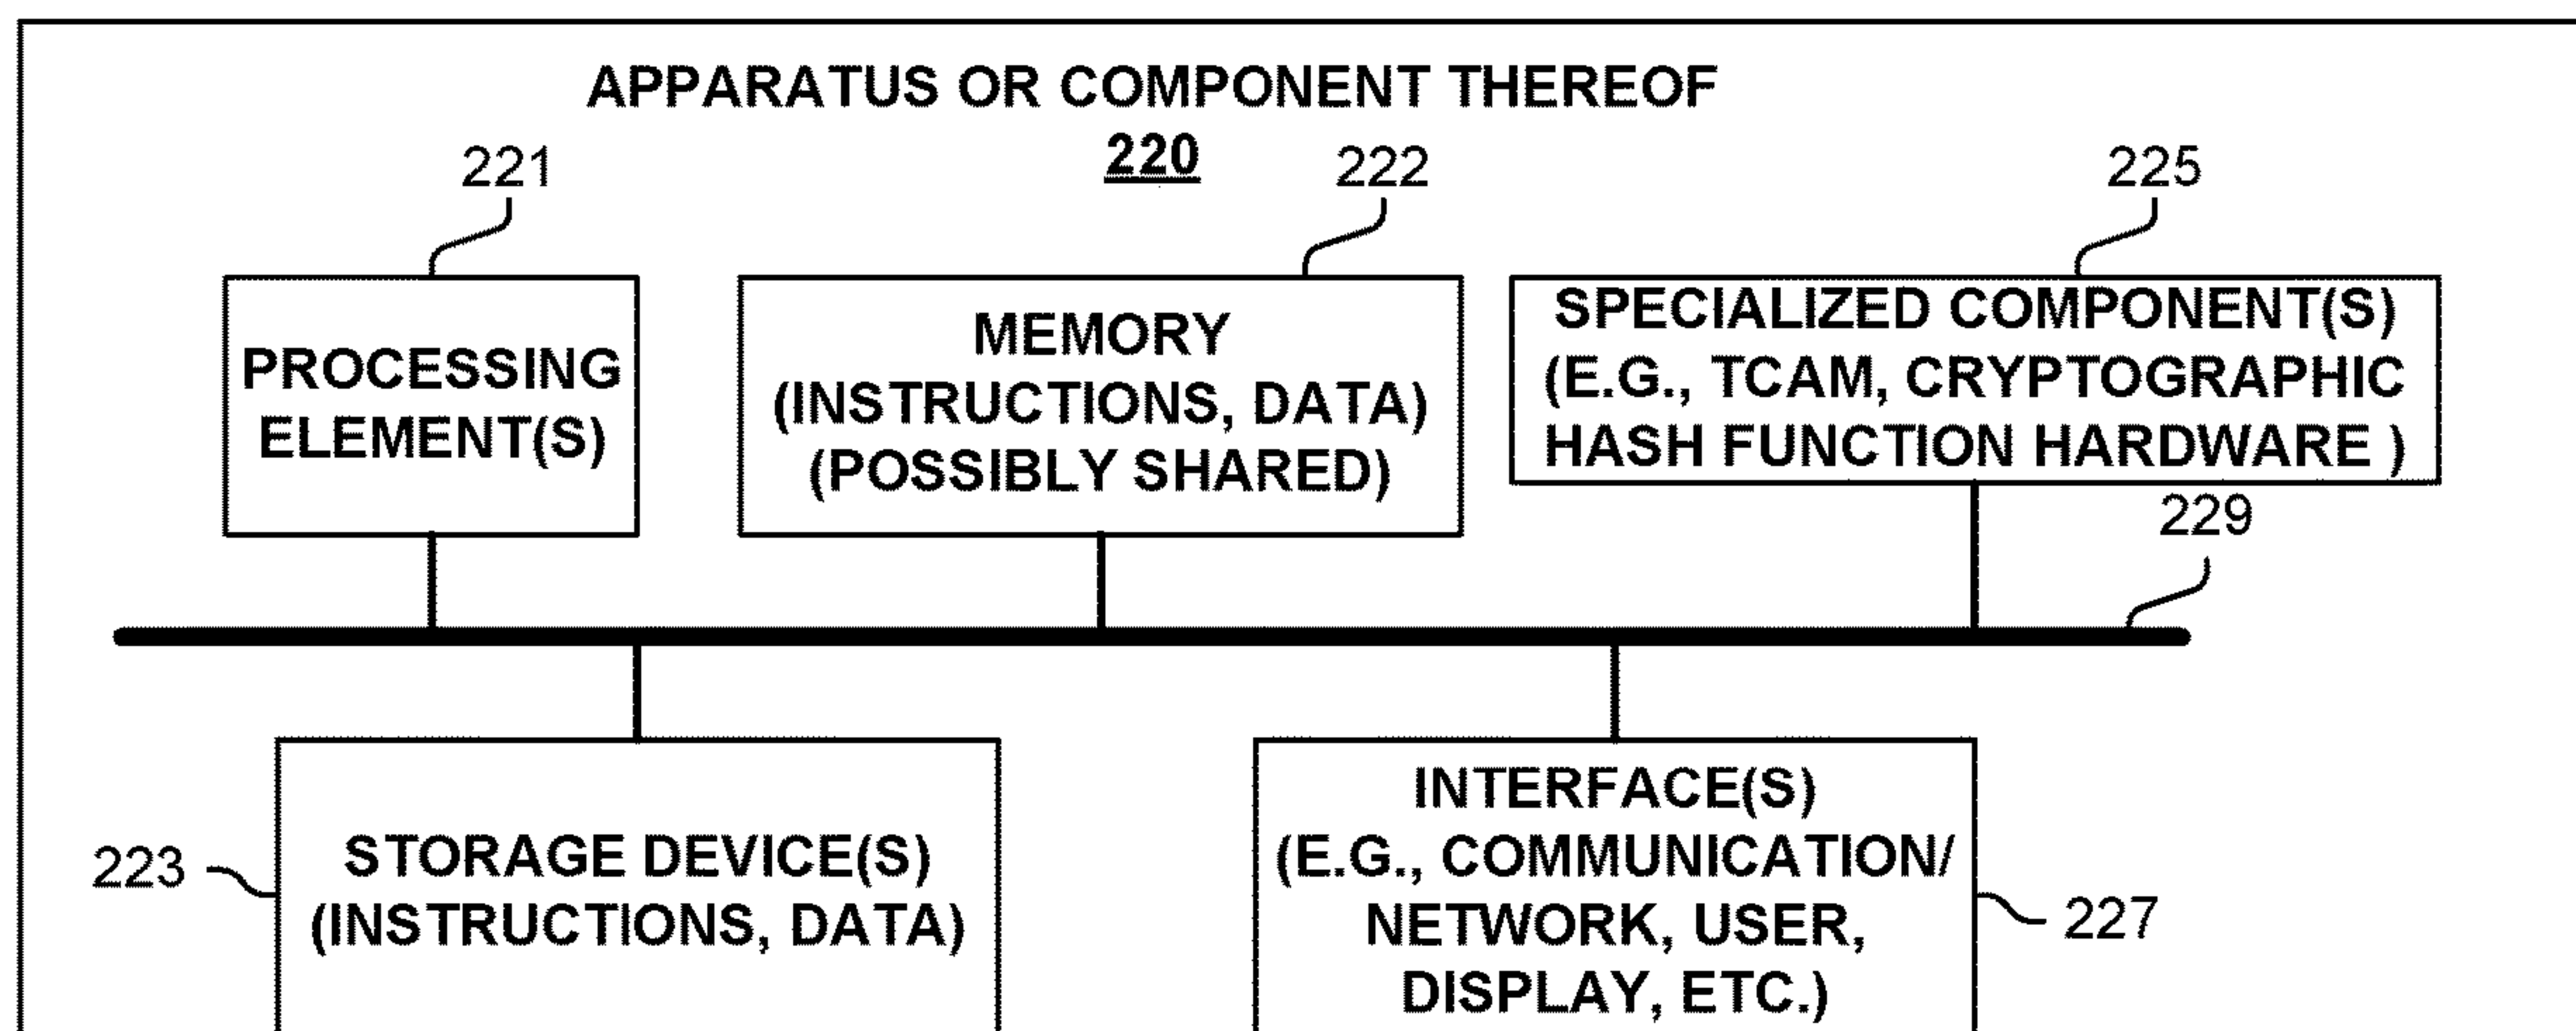 APPARATUS OR COMPONENT THEREOF
220
221
222
225
PROCESSING
ELEMENT(S)
MEMORY
(INSTRUCTIONS, DATA)
(POSSIBLY SHARED)
SPECIALIZED COMPONENT(S)
(E.G., TCAM, CRYPTOGRAPHIC
HASH FUNCTION HARDWARE )
229
223
STORAGE DEVICE(S)
(INSTRUCTIONS, DATA)
INTERFACE(S)
(E.G., COMMUNICATION/
NETWORK, USER,
DISPLAY, ETC.)
227